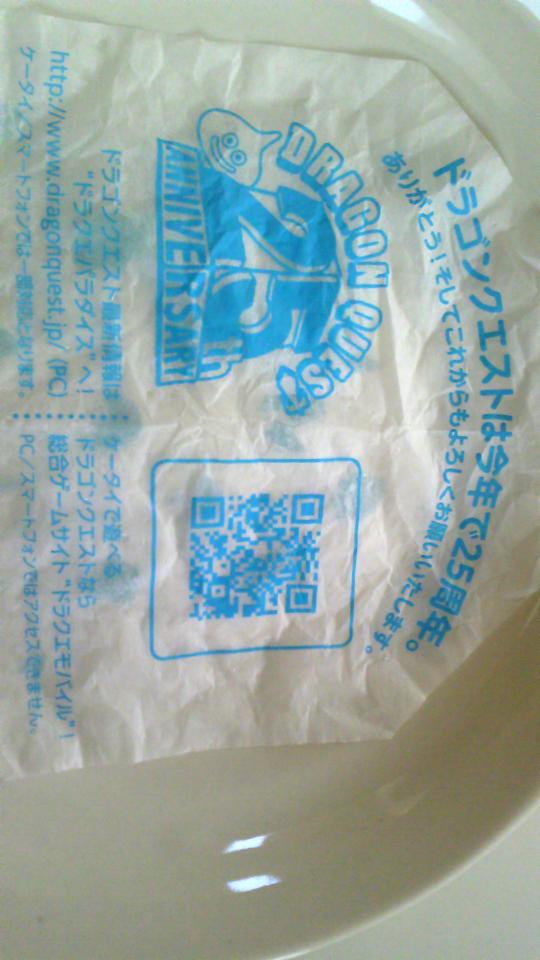 ドラゴンクエストは今年で25周年。
ありがとう!そしてこれからもよろしくお願いいたします。
DRAGON QUEST
25th
ANNIVERSARY
ドラゴンクエスト最新情報は
“ドラクエパラダイス”へ!
http://www.dragonquest.jp/ (PC)
ケータイ/スマートフォンでは一部対応となります。
ケータイで遊べる
ドラゴンクエストなら
総合ゲームサイト“ドラクエモバイル”!
PC/スマートフォンではアクセスできません。